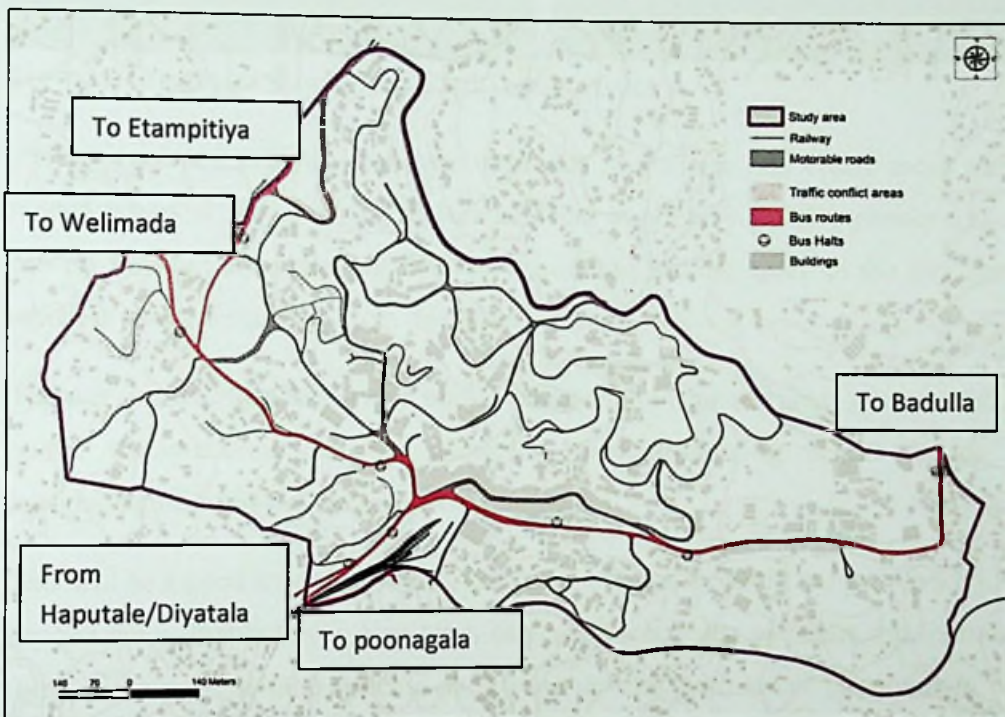 To Etampitiya
To Welimada
Study area
Railway
Motorable roads
Traffic conflict areas
Bus routes
Bus Halts
Buildings
To Badulla
From
Haputale/Diyatala
To poonagala
140 70 0 140 Meters